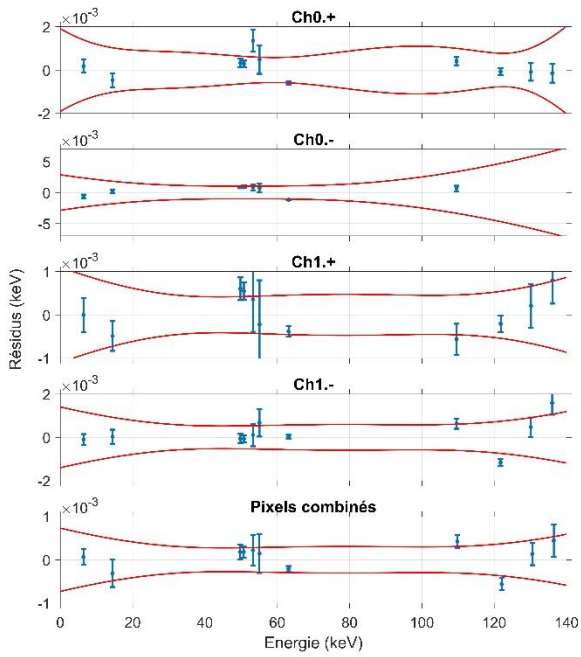 ×10⁻³
Ch0.+
2
0
-2
×10⁻³
Ch0.-
5
0
-5
×10⁻³
Ch1.+
1
0
-1
×10⁻³
Ch1.-
2
0
-2
×10⁻³
Pixels combinés
1
0
-1
0 20 40 60 80 100 120 140
Energie (keV)
Résidus (keV)